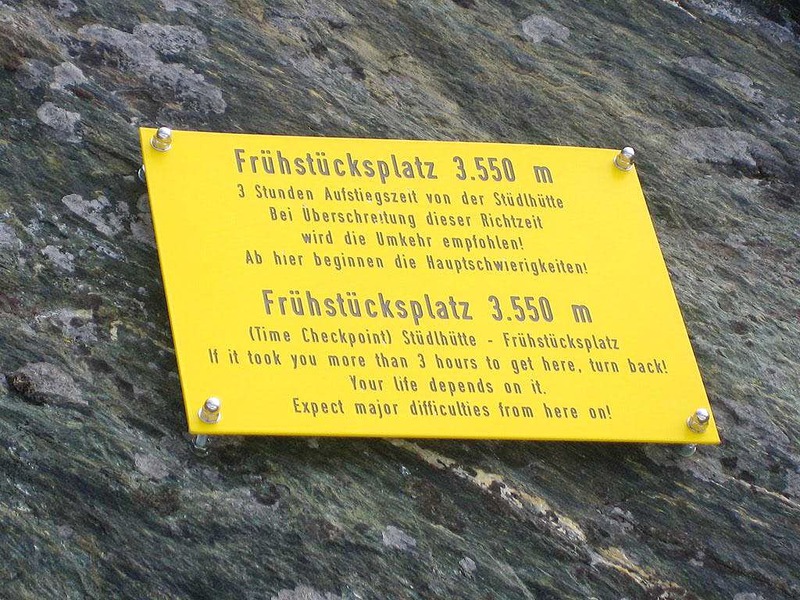 Frühstücksplatz 3.550 m
3 Stunden Aufstiegszeit von der Stüdlhütte
Bei Überschreitung dieser Richtzeit
wird die Umkehr empfohlen!
Ab hier beginnen die Hauptschwierigkeiten!
Frühstücksplatz 3.550 m
(Time Checkpoint) Stüdlhütte - Frühstücksplatz
If it took you more than 3 hours to get here, turn back!
Your life depends on it.
Expect major difficulties from here on!